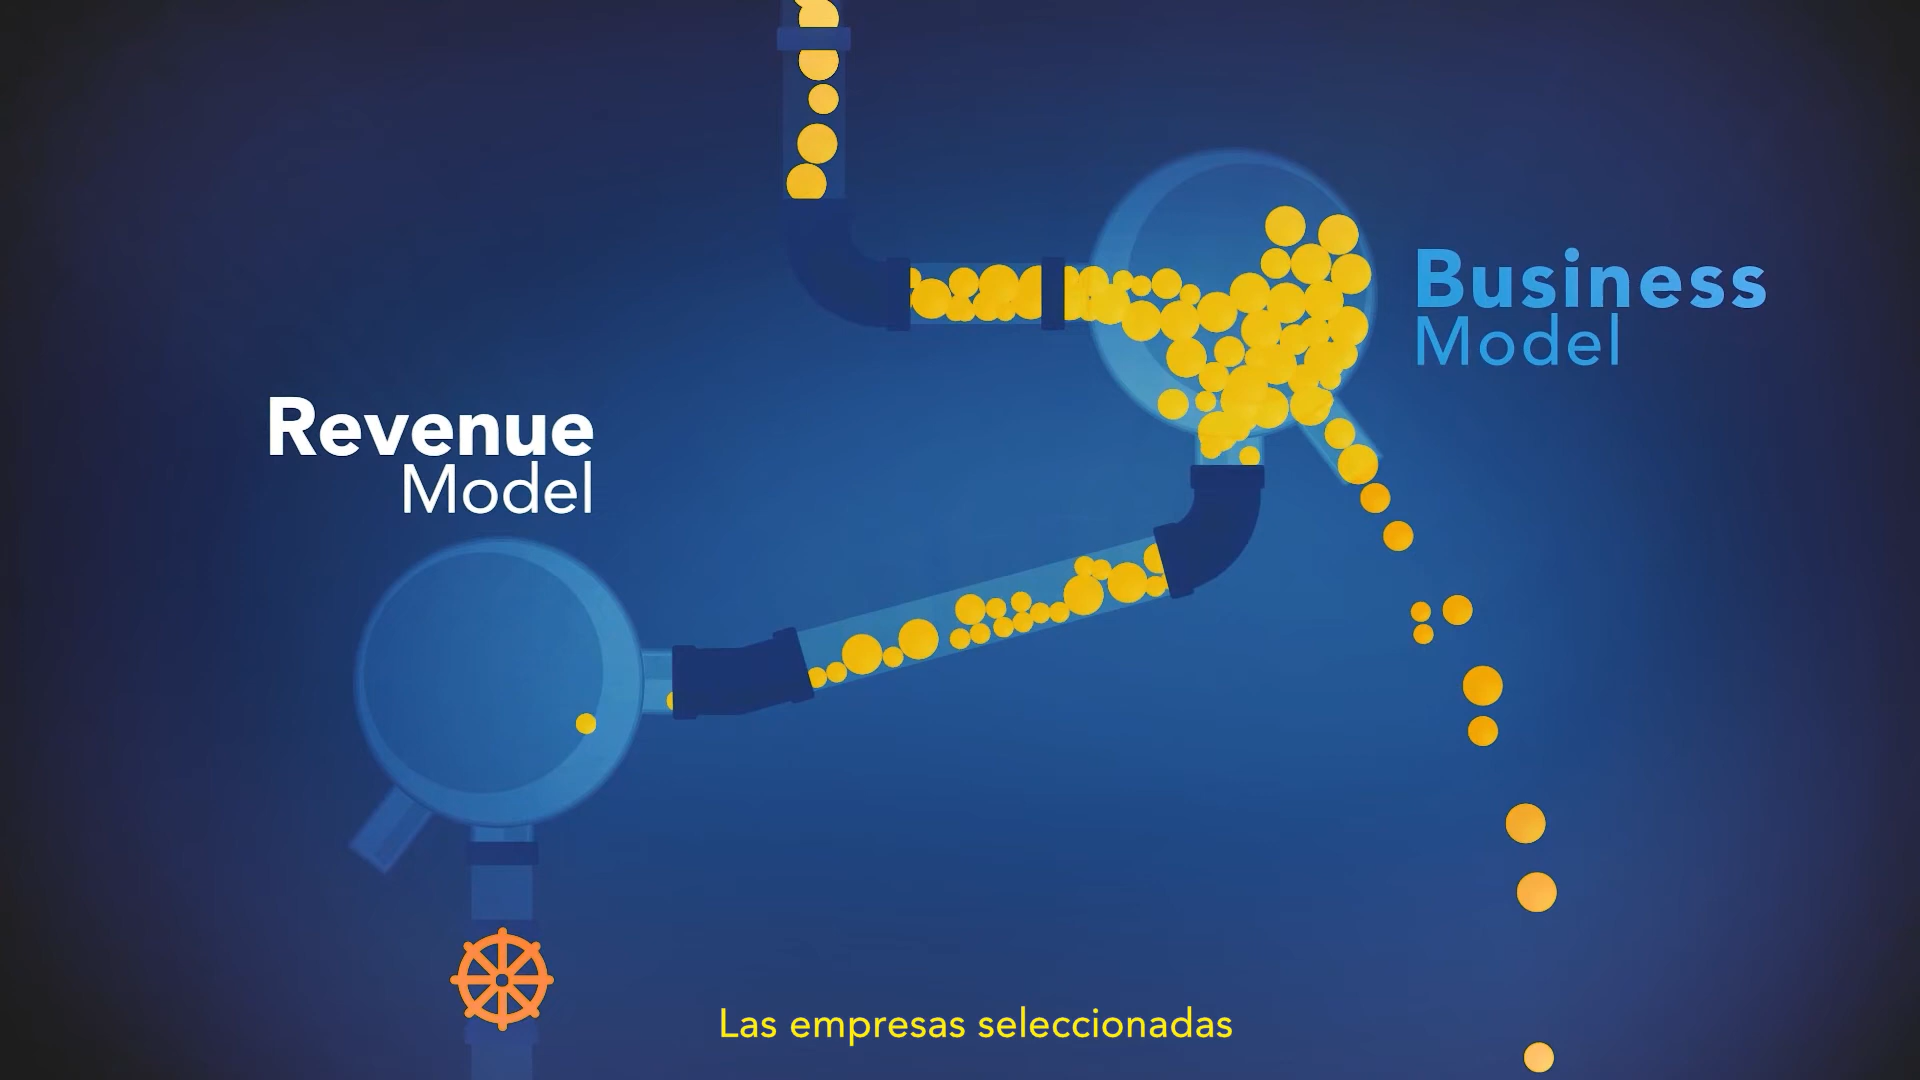 Business
Model
Revenue
Model
Las empresas seleccionadas